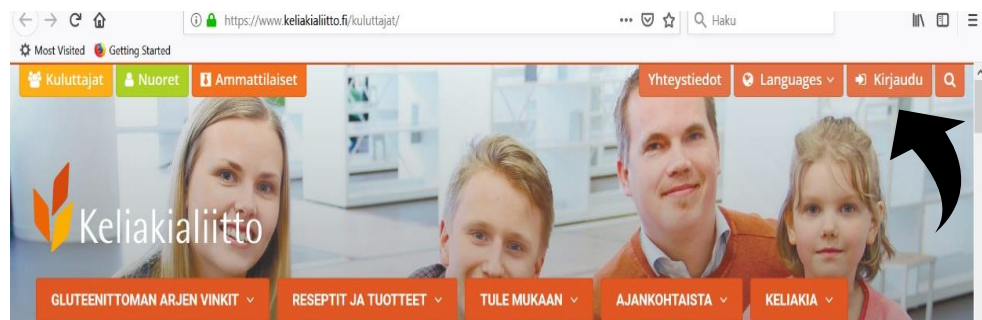 https://www.keliakialiitto.fi/kuluttajat/ Haku
Most Visited Getting Started
Kuluttajat Nuoret Ammattilaiset Yhteystiedot Languages Kirjaudu
Keliakialiitto
GLUTEENITTOMAN ARJEN VINKIT RESEPTIT JA TUOTTEET TULE MUKAAN AJANKOHTAISTA KELIAKIA